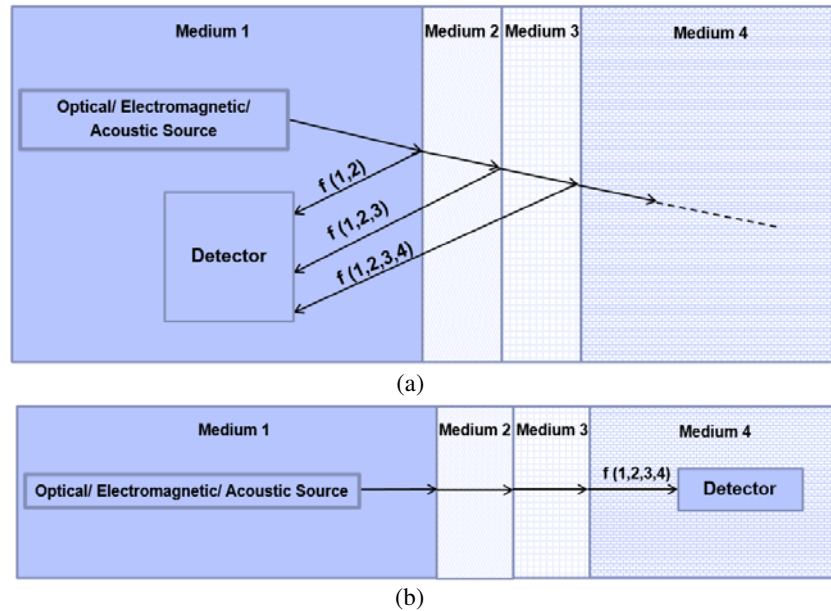 Medium 1
Medium 2
Medium 3
Medium 4
Optical/ Electromagnetic/
Acoustic Source
f (1,2)
f (1,2,3)
f (1,2,3,4)
Detector
(a)
Medium 1
Medium 2
Medium 3
Medium 4
Optical/ Electromagnetic/ Acoustic Source
f (1,2,3,4)
Detector
(b)